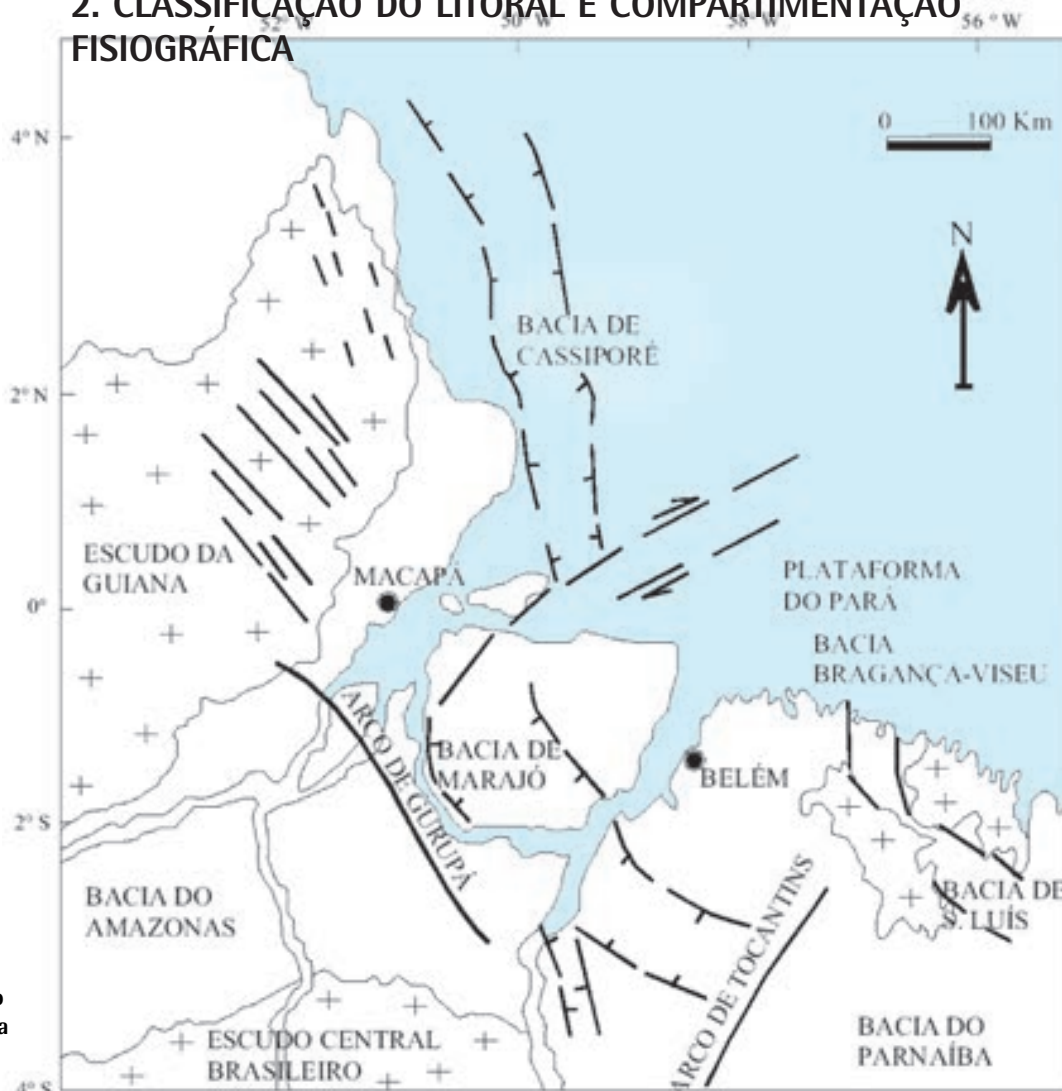 2. CLASSIFICAÇÃO DO LITORAL E COMPARTIMENTAÇÃO
FISIOGRÁFICA
52° W
50° W
56° W
4° N
0 100 Km
N
BACIA DE
CASSIPORÉ
2° N
ESCUDO DA
GUIANA
MACAPÁ
PLATAFORMA
DO PARÁ
0°
BACIA
BRAGANÇA-VISEU
ARCO DE GURUPÁ
BACIA DE
MARAJÓ
BELÉM
2° S
BACIA DO
AMAZONAS
BACIA DE
S. LUÍS
ARCO DE TOCANTINS
o
a
ESCUDO CENTRAL
BRASILEIRO
BACIA DO
PARNAÍBA
4° S